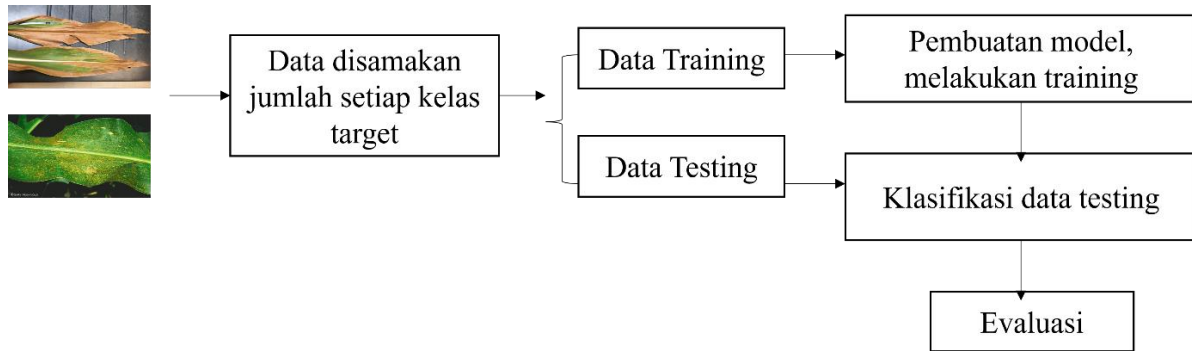 Data disamakan
jumlah setiap kelas
target
Data Training
Data Testing
Pembuatan model,
melakukan training
Klasifikasi data testing
Evaluasi